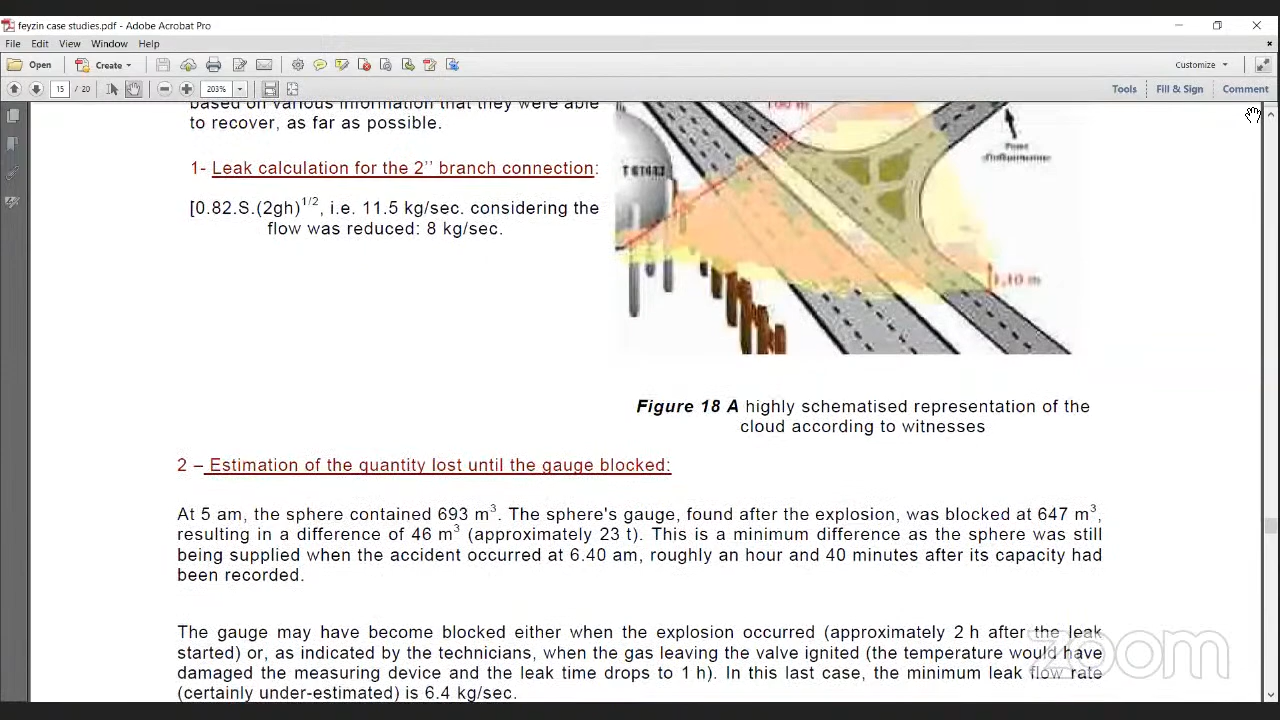 feyzin case studies.pdf - Adobe Acrobat Pro
File Edit View Window Help
Open Create Customize
15 / 20 203% Tools Fill & Sign Comment
based on various information that they were able
to recover, as far as possible.
100 m
T 61443
Point
1- Leak calculation for the 2'' branch connection:
[0.82.S.(2gh)1/2, i.e. 11.5 kg/sec. considering the
flow was reduced: 8 kg/sec.
1,10 m
Figure 18 A highly schematised representation of the
cloud according to witnesses
2 – Estimation of the quantity lost until the gauge blocked:
At 5 am, the sphere contained 693 m3. The sphere's gauge, found after the explosion, was blocked at 647 m3,
resulting in a difference of 46 m3 (approximately 23 t). This is a minimum difference as the sphere was still
being supplied when the accident occurred at 6.40 am, roughly an hour and 40 minutes after its capacity had
been recorded.
The gauge may have become blocked either when the explosion occurred (approximately 2 h after the leak
started) or, as indicated by the technicians, when the gas leaving the valve ignited (the temperature would have
damaged the measuring device and the leak time drops to 1 h). In this last case, the minimum leak flow rate
(certainly under-estimated) is 6.4 kg/sec.
zoom